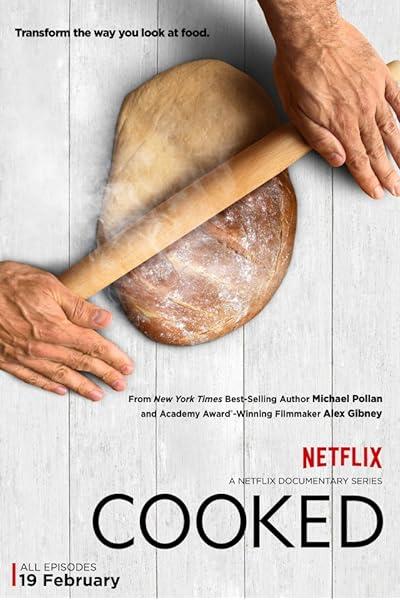 Transform the way you look at food.
From New York Times Best-Selling Author Michael Pollan
and Academy Award®-Winning Filmmaker Alex Gibney
NETFLIX
A NETFLIX DOCUMENTARY SERIES
COOKED
ALL EPISODES
19 February